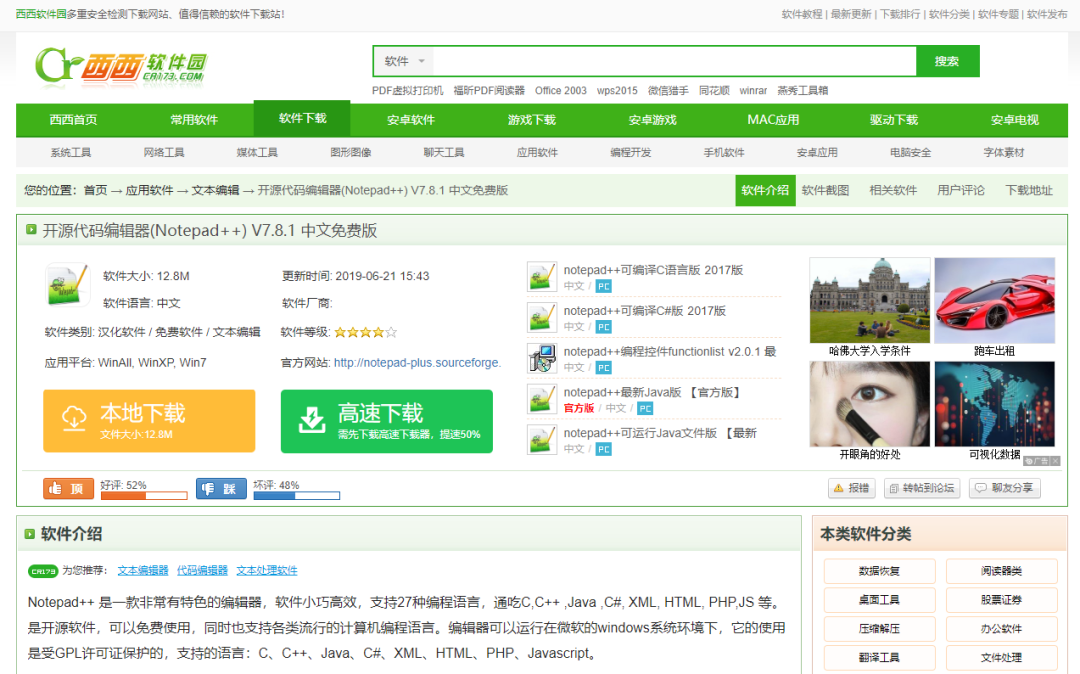 西西软件园多重安全检测下载网站、值得信赖的软件下载站!
软件教程 | 最新更新 | 下载排行 | 软件分类 | 软件专题 | 软件发布
Cr西西软件园
CR173.COM
软件
搜索
PDF虚拟打印机 福昕PDF阅读器 Office 2003 wps2015 微信猎手 同花顺 winrar 燕秀工具箱
西西首页 常用软件 软件下载 安卓软件 游戏下载 安卓游戏 MAC应用 驱动下载 安卓电视
系统工具 网络工具 媒体工具 图形图像 聊天工具 应用软件 编程开发 手机软件 安卓应用 电脑安全 字体素材
您的位置：首页 → 应用软件 → 文本编辑 → 开源代码编辑器(Notepad++) V7.8.1 中文免费版
软件介绍 软件截图 相关软件 用户评论 下载地址
开源代码编辑器(Notepad++) V7.8.1 中文免费版
软件大小: 12.8M
更新时间: 2019-06-21 15:43
软件语言: 中文
软件厂商:
软件类别: 汉化软件 / 免费软件 / 文本编辑
软件等级:
应用平台: WinAll, WinXP, Win7
官方网站: http://notepad-plus.sourceforge.
本地下载
文件大小:12.8M
高速下载
需先下载高速下载器，提速50%
notepad++可编译C语言版 2017版
中文 / PC
notepad++可编译C#版 2017版
中文 / PC
notepad++编程控件functionlist v2.0.1 最
中文 / PC
notepad++最新Java版 【官方版】
官方版 / 中文 / PC
notepad++可运行Java文件版 【最新
中文 / PC
哈佛大学入学条件
跑车出租
开眼角的好处
可视化数据
广告
顶
好评: 52%
踩
坏评: 48%
报错
转帖到论坛
聊友分享
软件介绍
CR173 为您推荐: 文本编辑器 代码编辑器 文本处理软件
Notepad++ 是一款非常有特色的编辑器，软件小巧高效，支持27种编程语言，通吃C,C++ ,Java ,C#, XML, HTML, PHP,JS 等。
是开源软件，可以免费使用，同时也支持各类流行的计算机编程语言。编辑器可以运行在微软的windows系统环境下，它的使用
是受GPL许可证保护的，支持的语言：C、C++、Java、C#、XML、HTML、PHP、Javascript。
本类软件分类
数据恢复 阅读器类
桌面工具 股票证券
压缩解压 办公软件
翻译工具 文件处理